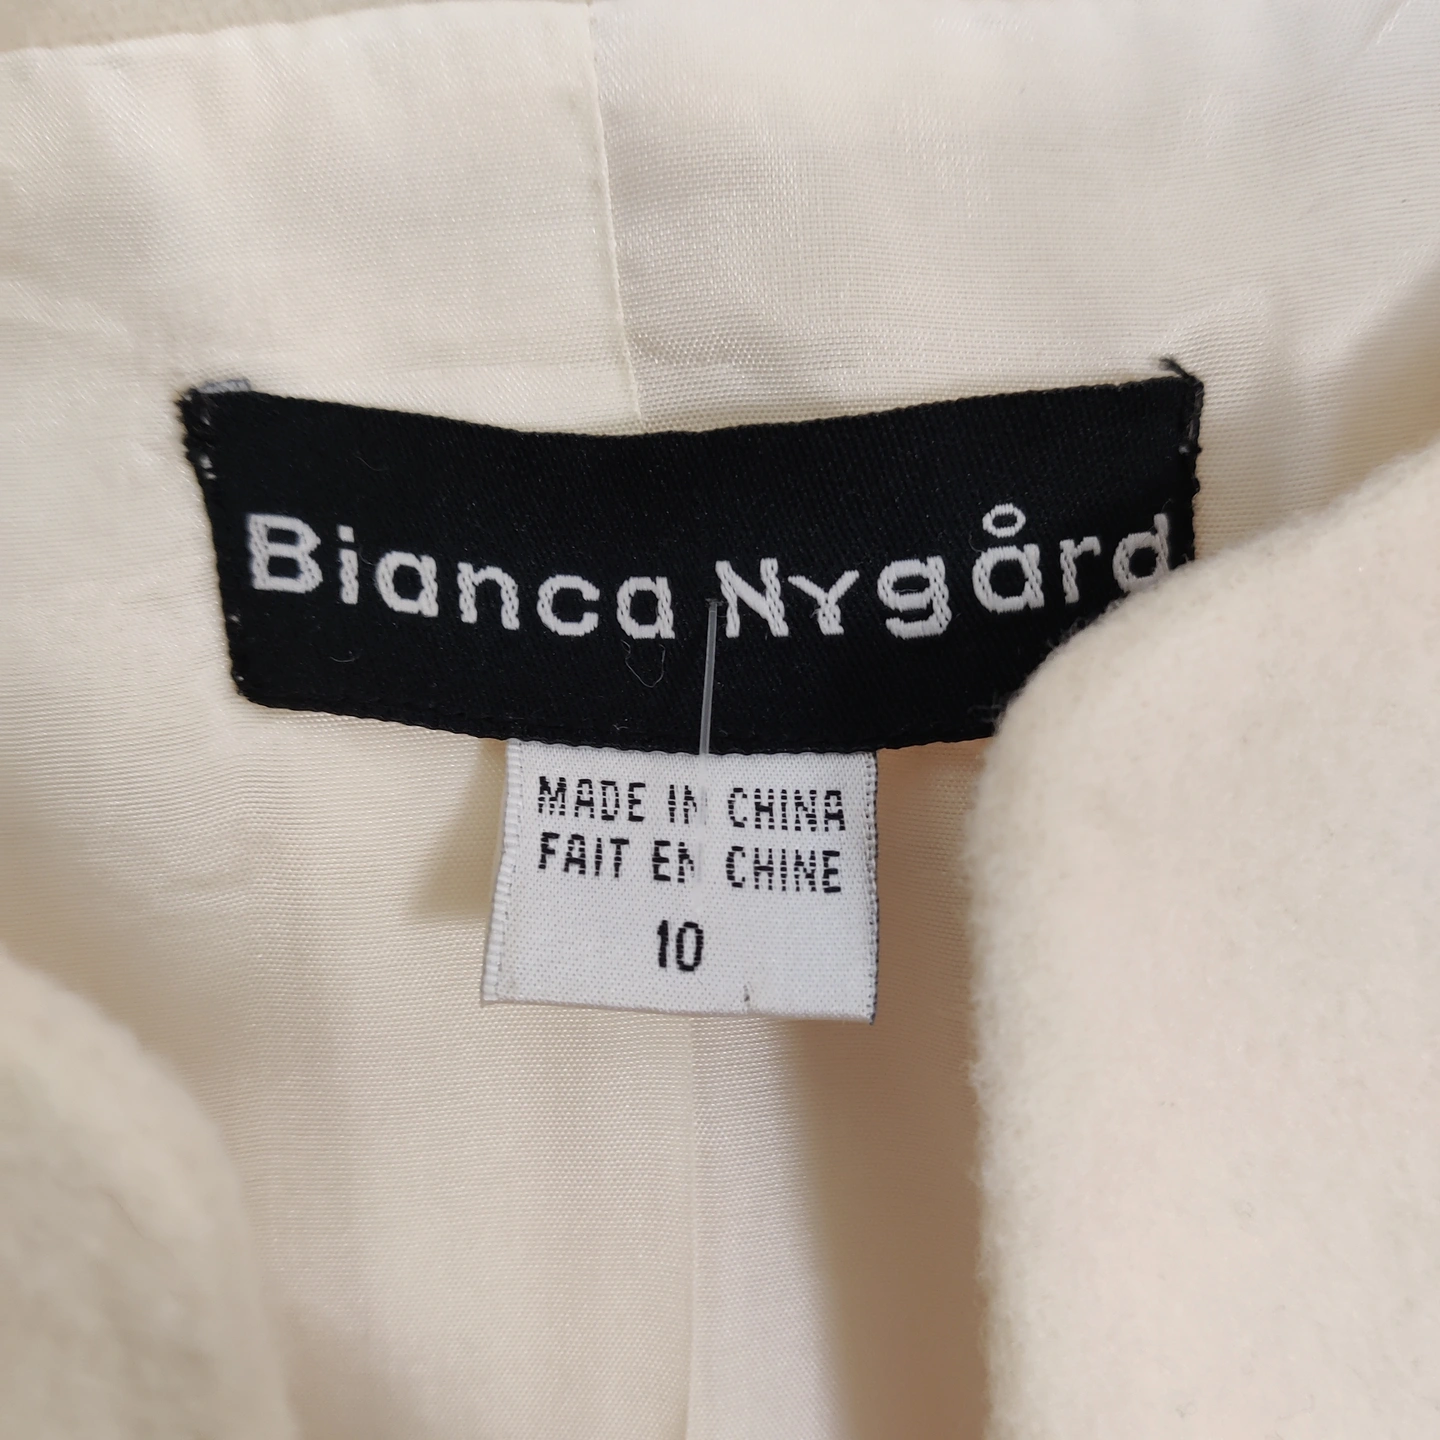 Bianca Nygård
MADE IN CHINA
FAIT EN CHINE
10